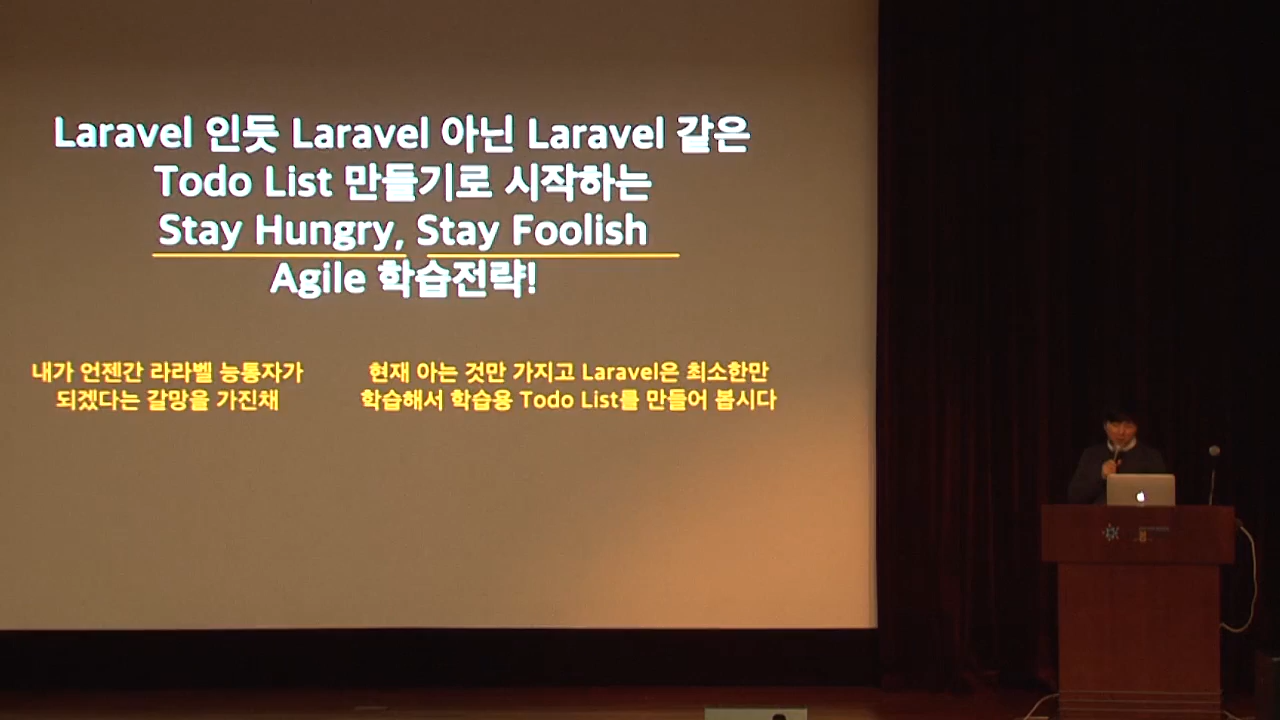 Laravel 인듯 Laravel 아닌 Laravel 같은
Todo List 만들기로 시작하는
Stay Hungry, Stay Foolish
Agile 학습전략!
내가 언젠간 라라벨 능통자가
되겠다는 갈망을 가진채
현재 아는 것만 가지고 Laravel은 최소한만
학습해서 학습용 Todo List를 만들어 봅시다